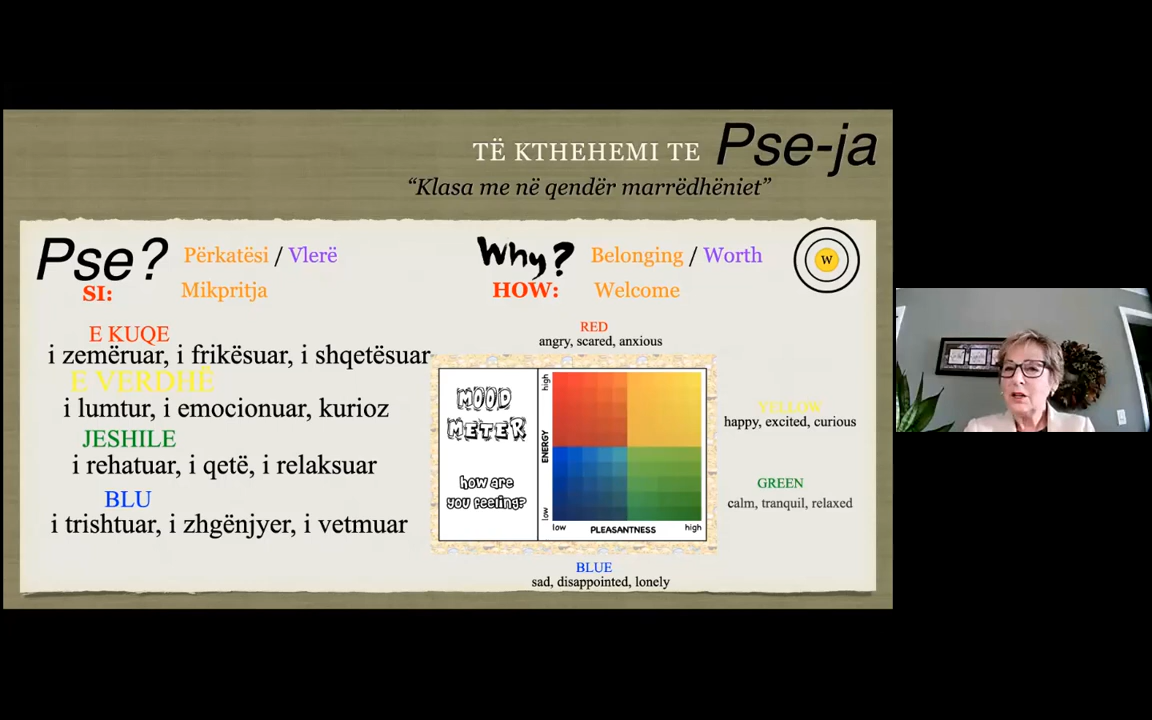 TË KTHEHEMI TE Pse-ja
“Klasa me në qendër marrëdhëniet”
Pse? Përkatësi / Vlerë
SI: Mikpritja
E KUQE
i zemëruar, i frikësuar, i shqetësuar
E VERDHË
i lumtur, i emocionuar, kurioz
JESHILE
i rehatuar, i qetë, i relaksuar
BLU
i trishtuar, i zhgënjyer, i vetmuar
Why? Belonging / Worth
HOW: Welcome
W
RED
angry, scared, anxious
MOOD
METER
how are
you feeling?
high
ENERGY
low
low PLEASANTNESS high
YELLOW
happy, excited, curious
GREEN
calm, tranquil, relaxed
BLUE
sad, disappointed, lonely